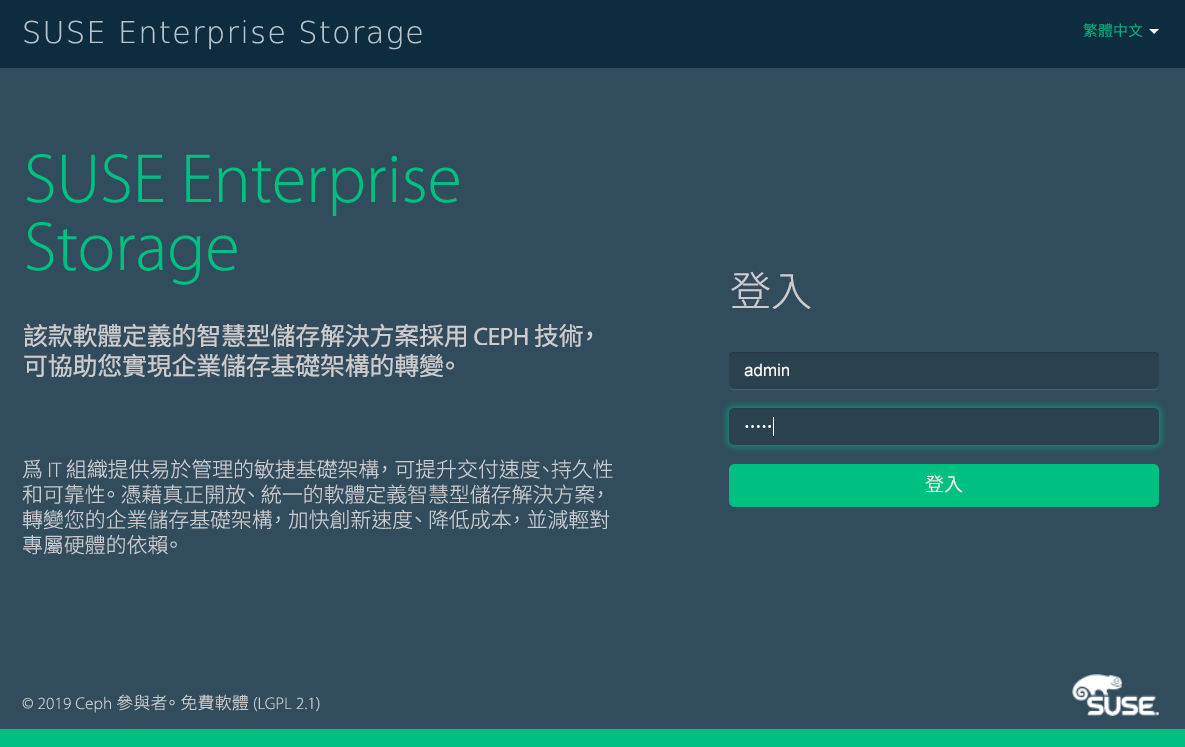 SUSE Enterprise Storage
繁體中文
SUSE Enterprise
Storage
該款軟體定義的智慧型儲存解決方案採用 CEPH 技術，
可協助您實現企業儲存基礎架構的轉變。
為 IT 組織提供易於管理的敏捷基礎架構，可提升交付速度、持久性
和可靠性。憑藉真正開放、統一的軟體定義智慧型儲存解決方案，
轉變您的企業儲存基礎架構，加快創新速度、降低成本，並減輕對
專屬硬體的依賴。
登入
admin
•••••
登入
© 2019 Ceph 參與者。免費軟體 (LGPL 2.1)
SUSE.